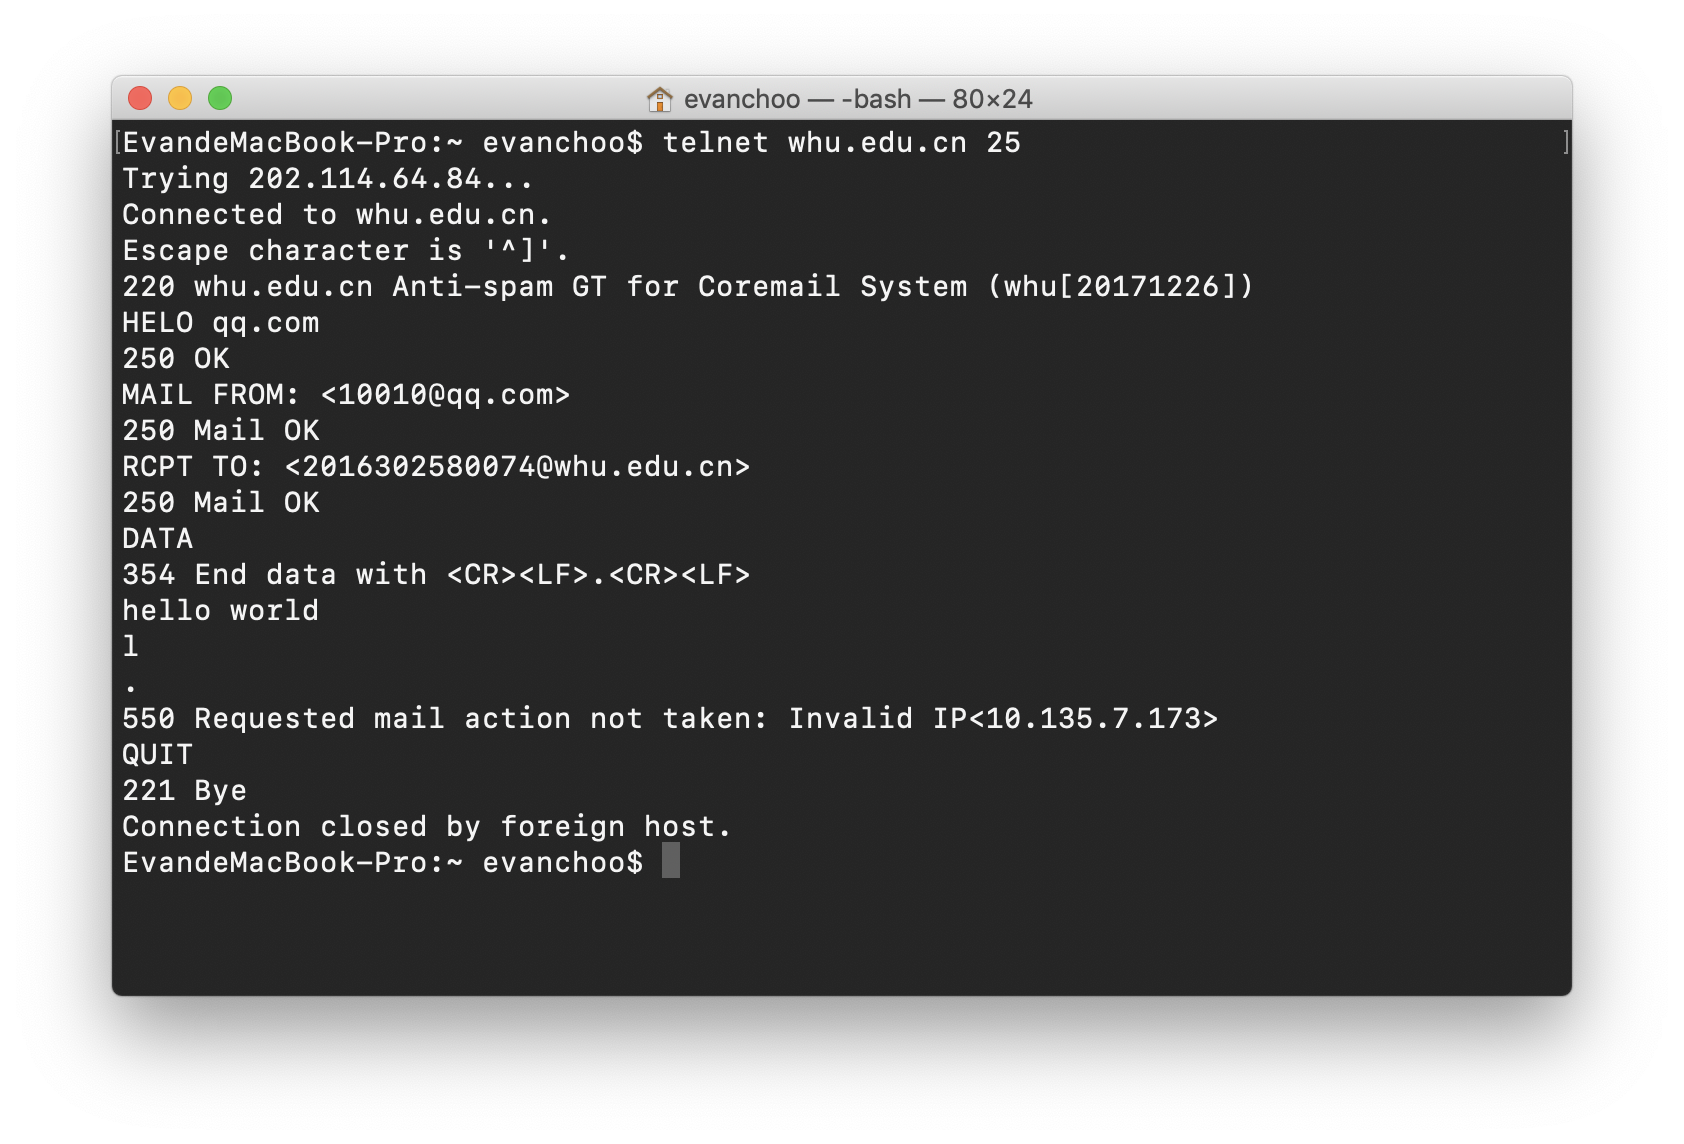 evanchoo — -bash — 80×24
[EvandeMacBook-Pro:~ evanchoo$ telnet whu.edu.cn 25 ]
Trying 202.114.64.84...
Connected to whu.edu.cn.
Escape character is '^]'.
220 whu.edu.cn Anti-spam GT for Coremail System (whu[20171226])
HELO qq.com
250 OK
MAIL FROM: <10010@qq.com>
250 Mail OK
RCPT TO: <2016302580074@whu.edu.cn>
250 Mail OK
DATA
354 End data with <CR><LF>.<CR><LF>
hello world
l
.
550 Requested mail action not taken: Invalid IP<10.135.7.173>
QUIT
221 Bye
Connection closed by foreign host.
EvandeMacBook-Pro:~ evanchoo$